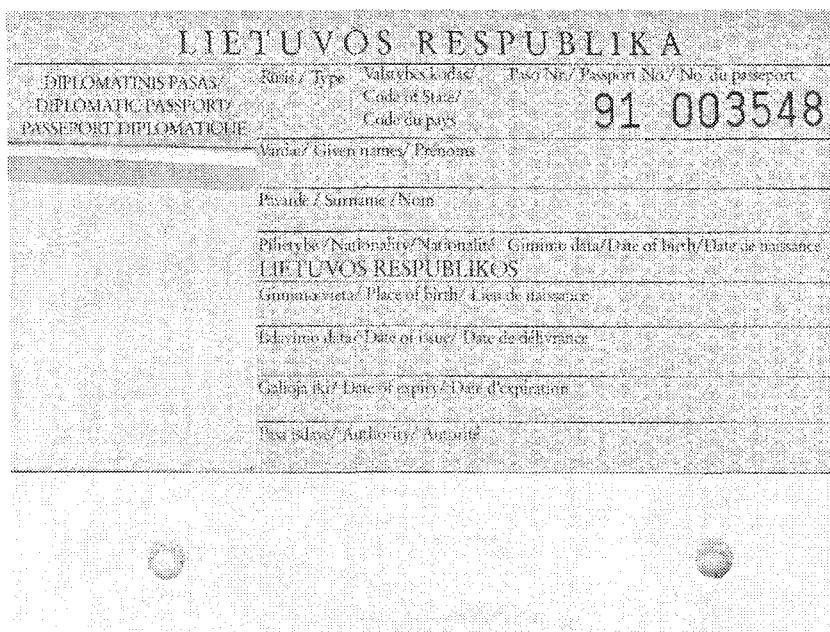 LIETUVOS RESPUBLIKA
DIPLOMATINIS PASAS/
DIPLOMATIC PASSPORT/
PASSEPORT DIPLOMATIQUE
Rūšis / Type
Valstybės kodas/
Code of State/
Code du pays
Paso Nr./ Passport No./ No. du passeport
91 003548
Vardai/ Given names/ Prénoms
Pavardė / Surname /Nom
Pilietybė /Nationality/Nationalité Gimimo data/Date of birth/Date de naissance
LIETUVOS RESPUBLIKOS
Gimimo vieta/ Place of birth/ Lieu de naissance
Išdavimo data/ Date of issue/ Date de délivrance
Galioja iki/ Date of expiry/ Date d'expiration
Pasą išdavė/ Authority/ Autorité